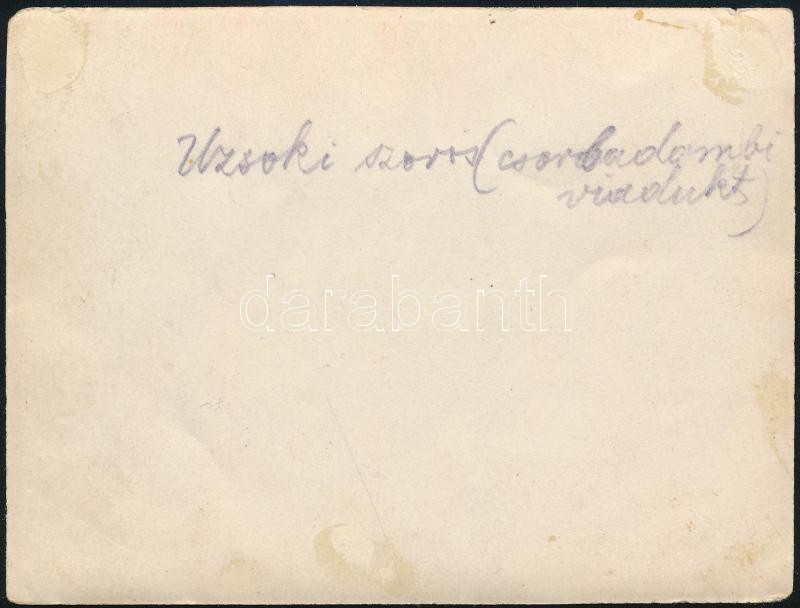 Uzsoki szoros (csorbadombi
viadukt)
darabanth